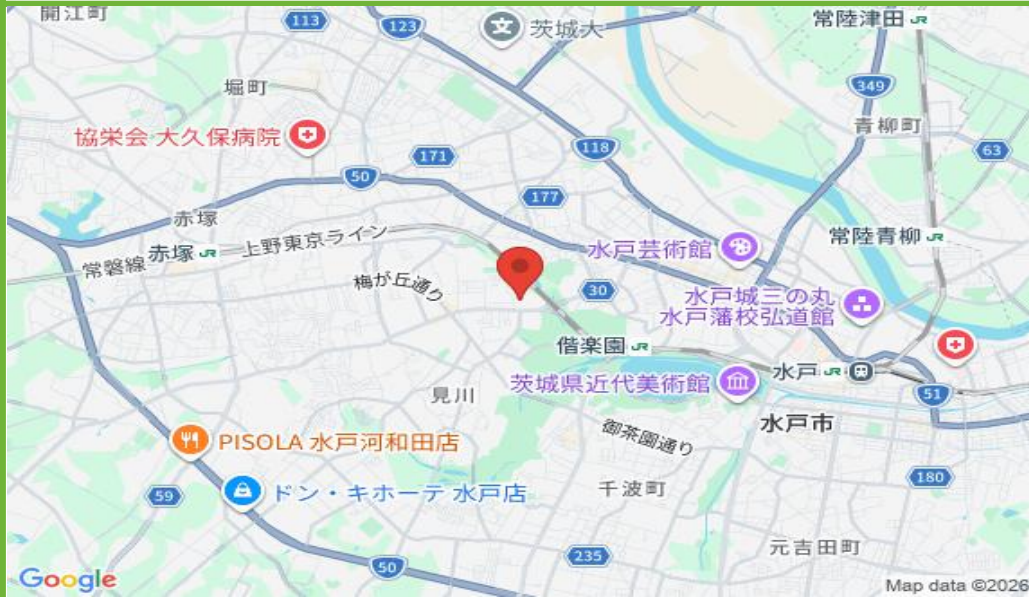 開江町
113
123
茨城大
常陸津田 JR
堀町
349
協栄会 大久保病院
青柳町
171
118
63
50
177
赤塚
赤塚 JR
上野東京ライン
水戸芸術館
常陸青柳 JR
常磐線
梅が丘通り
30
水戸城三の丸
水戸藩校弘道館
偕楽園 JR
茨城県近代美術館
水戸 JR
51
見川
水戸市
御茶園通り
PISOLA 水戸河和田店
59
ドン・キホーテ 水戸店
千波町
180
235
元吉田町
50
Google
Map data ©2026